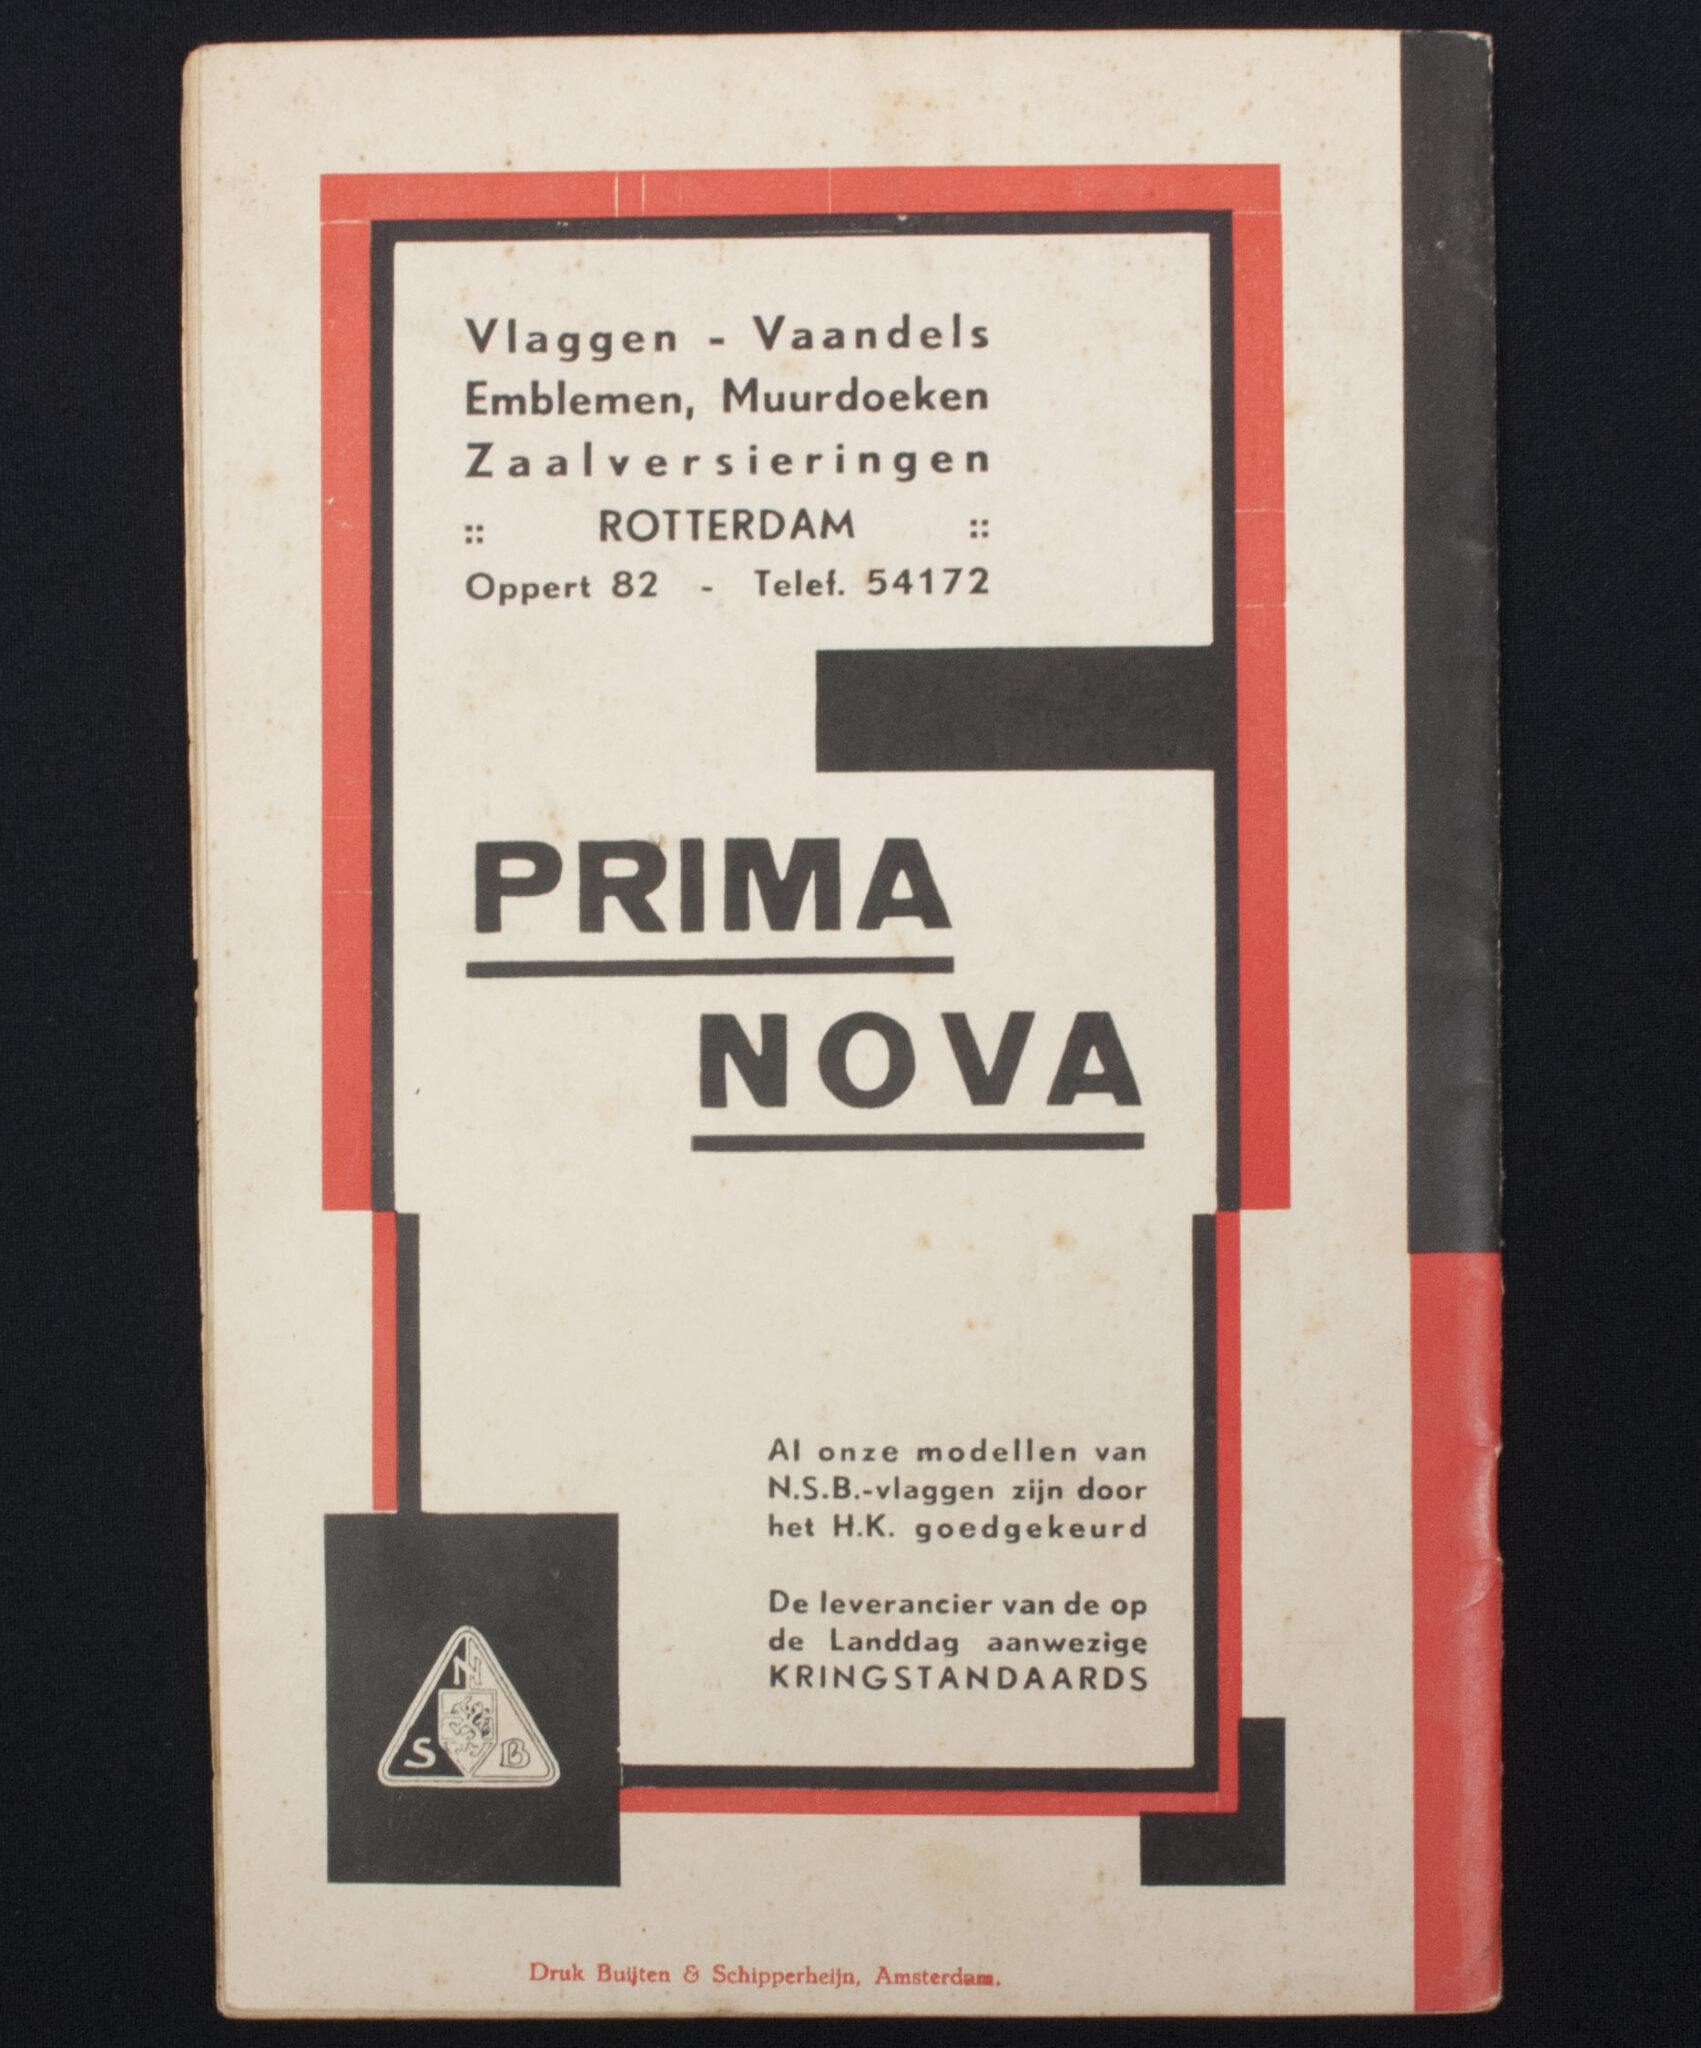 Vlaggen - Vaandels
Emblemen, Muurdoeken
Zaalversieringen
:: ROTTERDAM ::
Oppert 82 - Telef. 54172
PRIMA
NOVA
Al onze modellen van
N.S.B.-vlaggen zijn door
het H.K. goedgekeurd
De leverancier van de op
de Landdag aanwezige
KRINGSTANDAARDS
N
S B
Druk Buijten & Schipperheijn, Amsterdam.